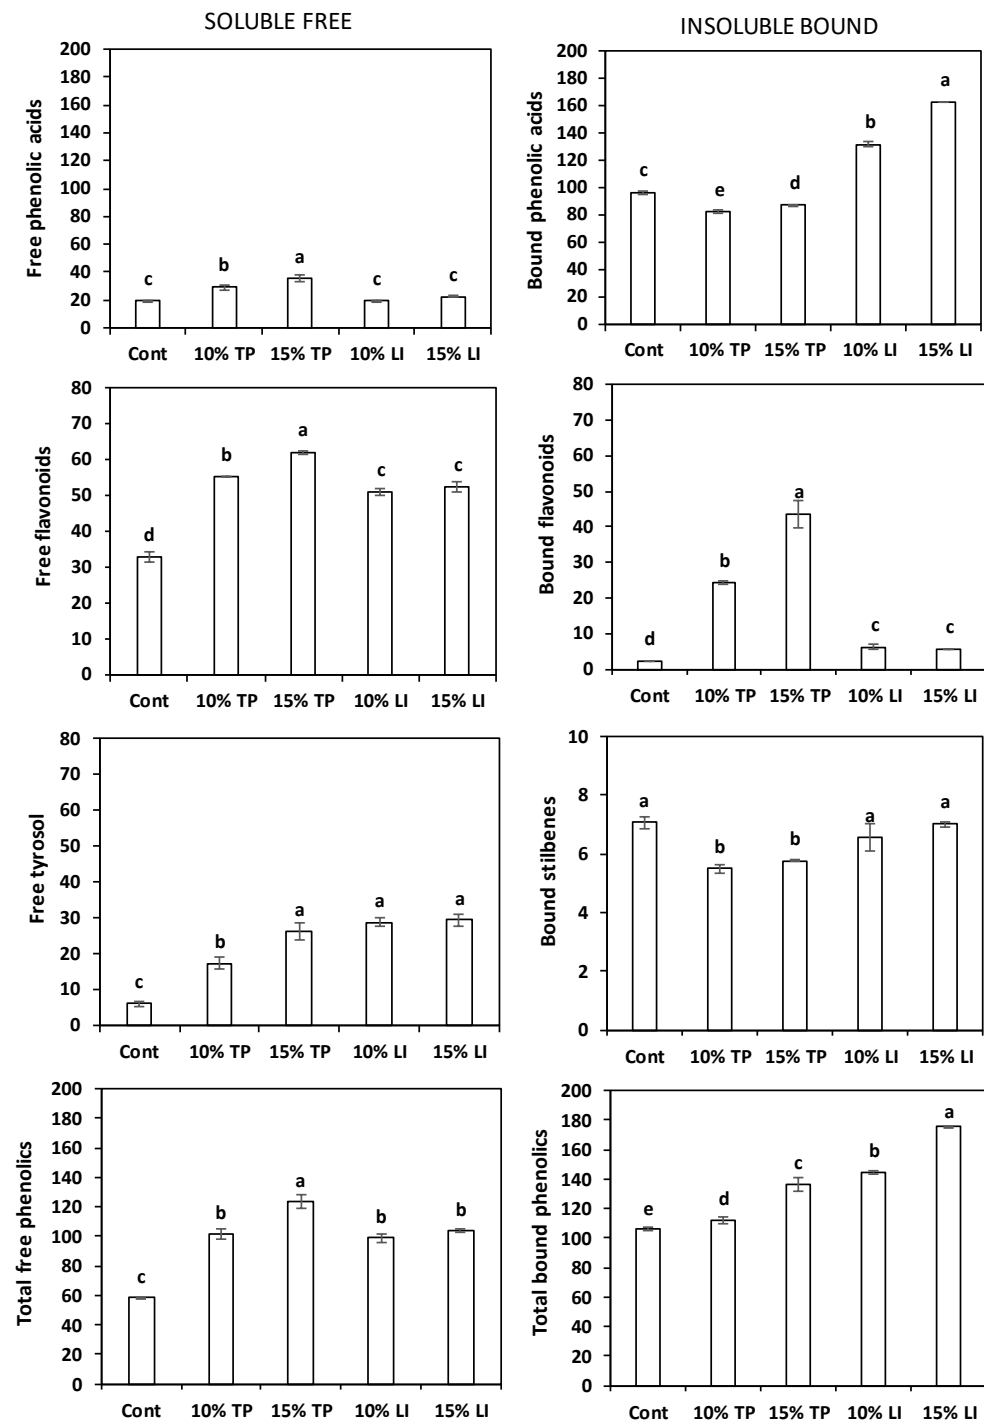 SOLUBLE FREE
INSOLUBLE BOUND
Free phenolic acids
200
180
160
140
120
100
80
60
40
20
0
c
b
a
c
c
Cont 10% TP 15% TP 10% LI 15% LI
Bound phenolic acids
200
180
160
140
120
100
80
60
40
20
0
c
e
d
b
a
Cont 10% TP 15% TP 10% LI 15% LI
Free flavonoids
80
70
60
50
40
30
20
10
0
d
b
a
c
c
Cont 10% TP 15% TP 10% LI 15% LI
Bound flavonoids
80
70
60
50
40
30
20
10
0
d
b
a
c
c
Cont 10% TP 15% TP 10% LI 15% LI
Free tyrosol
80
70
60
50
40
30
20
10
0
c
b
a
a
a
Cont 10% TP 15% TP 10% LI 15% LI
Bound stilbenes
10
8
6
4
2
0
a
b
b
a
a
Cont 10% TP 15% TP 10% LI 15% LI
Total free phenolics
200
180
160
140
120
100
80
60
40
20
0
c
b
a
b
b
Cont 10% TP 15% TP 10% LI 15% LI
Total bound phenolics
200
180
160
140
120
100
80
60
40
20
0
e
d
c
b
a
Cont 10% TP 15% TP 10% LI 15% LI